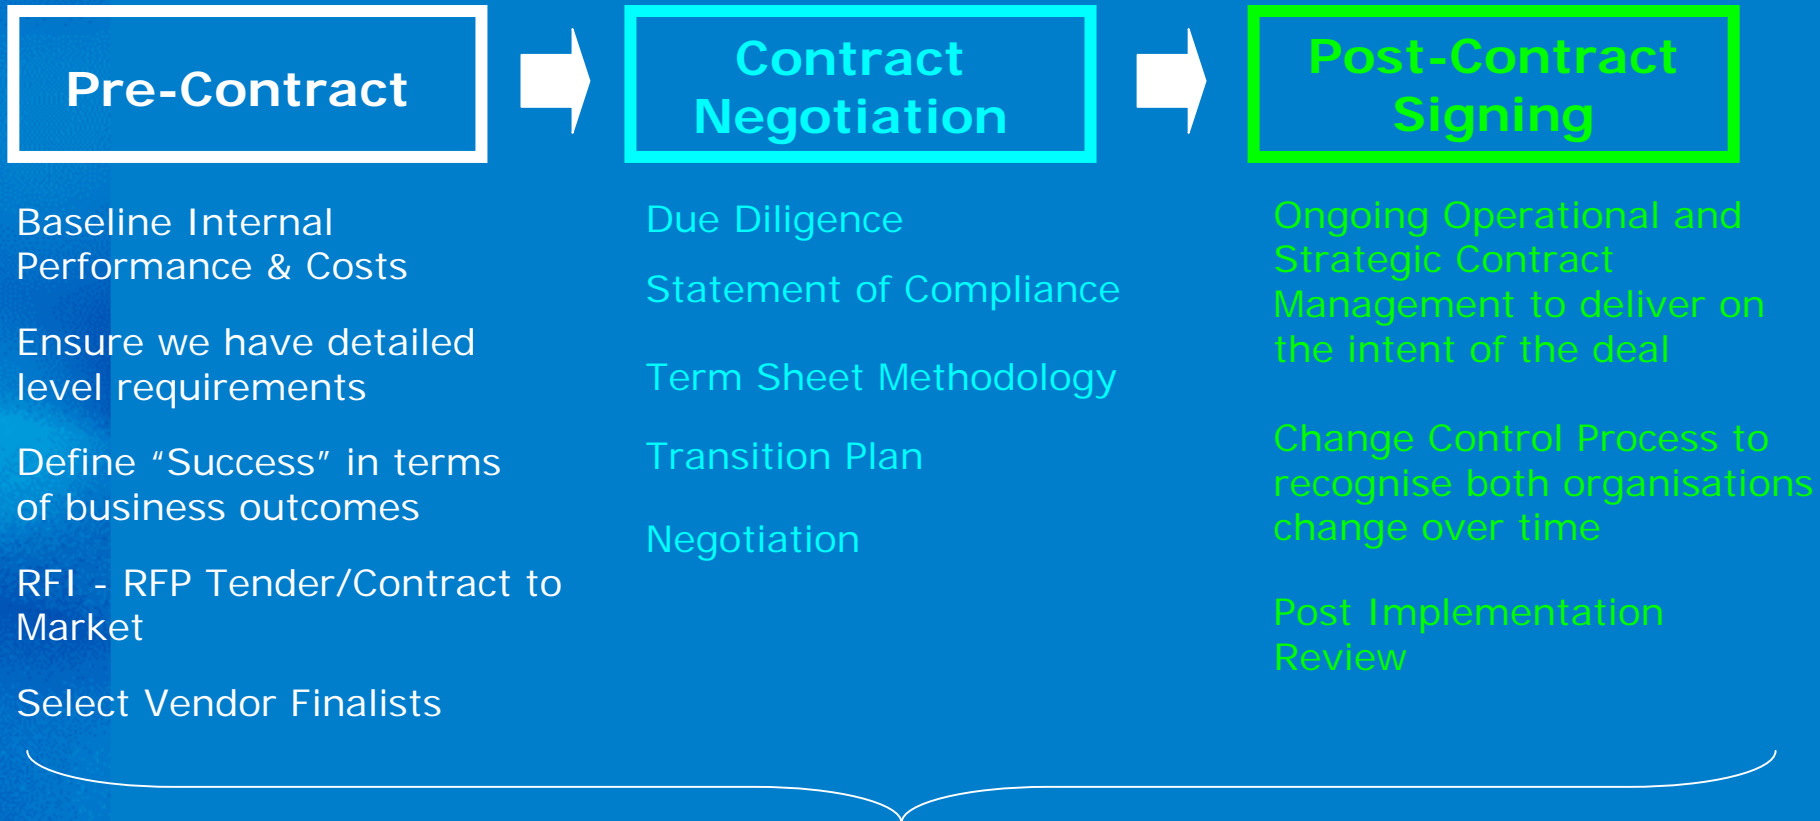 Pre-Contract
Baseline Internal
Performance & Costs
Ensure we have detailed
level requirements
Define “Success” in terms
of business outcomes
RFI - RFP Tender/Contract to
Market
Select Vendor Finalists
Contract
Negotiation
Due Diligence
Statement of Compliance
Term Sheet Methodology
Transition Plan
Negotiation
Post-Contract
Signing
Ongoing Operational and
Strategic Contract
Management to deliver on
the intent of the deal
Change Control Process to
recognise both organisations
change over time
Post Implementation
Review